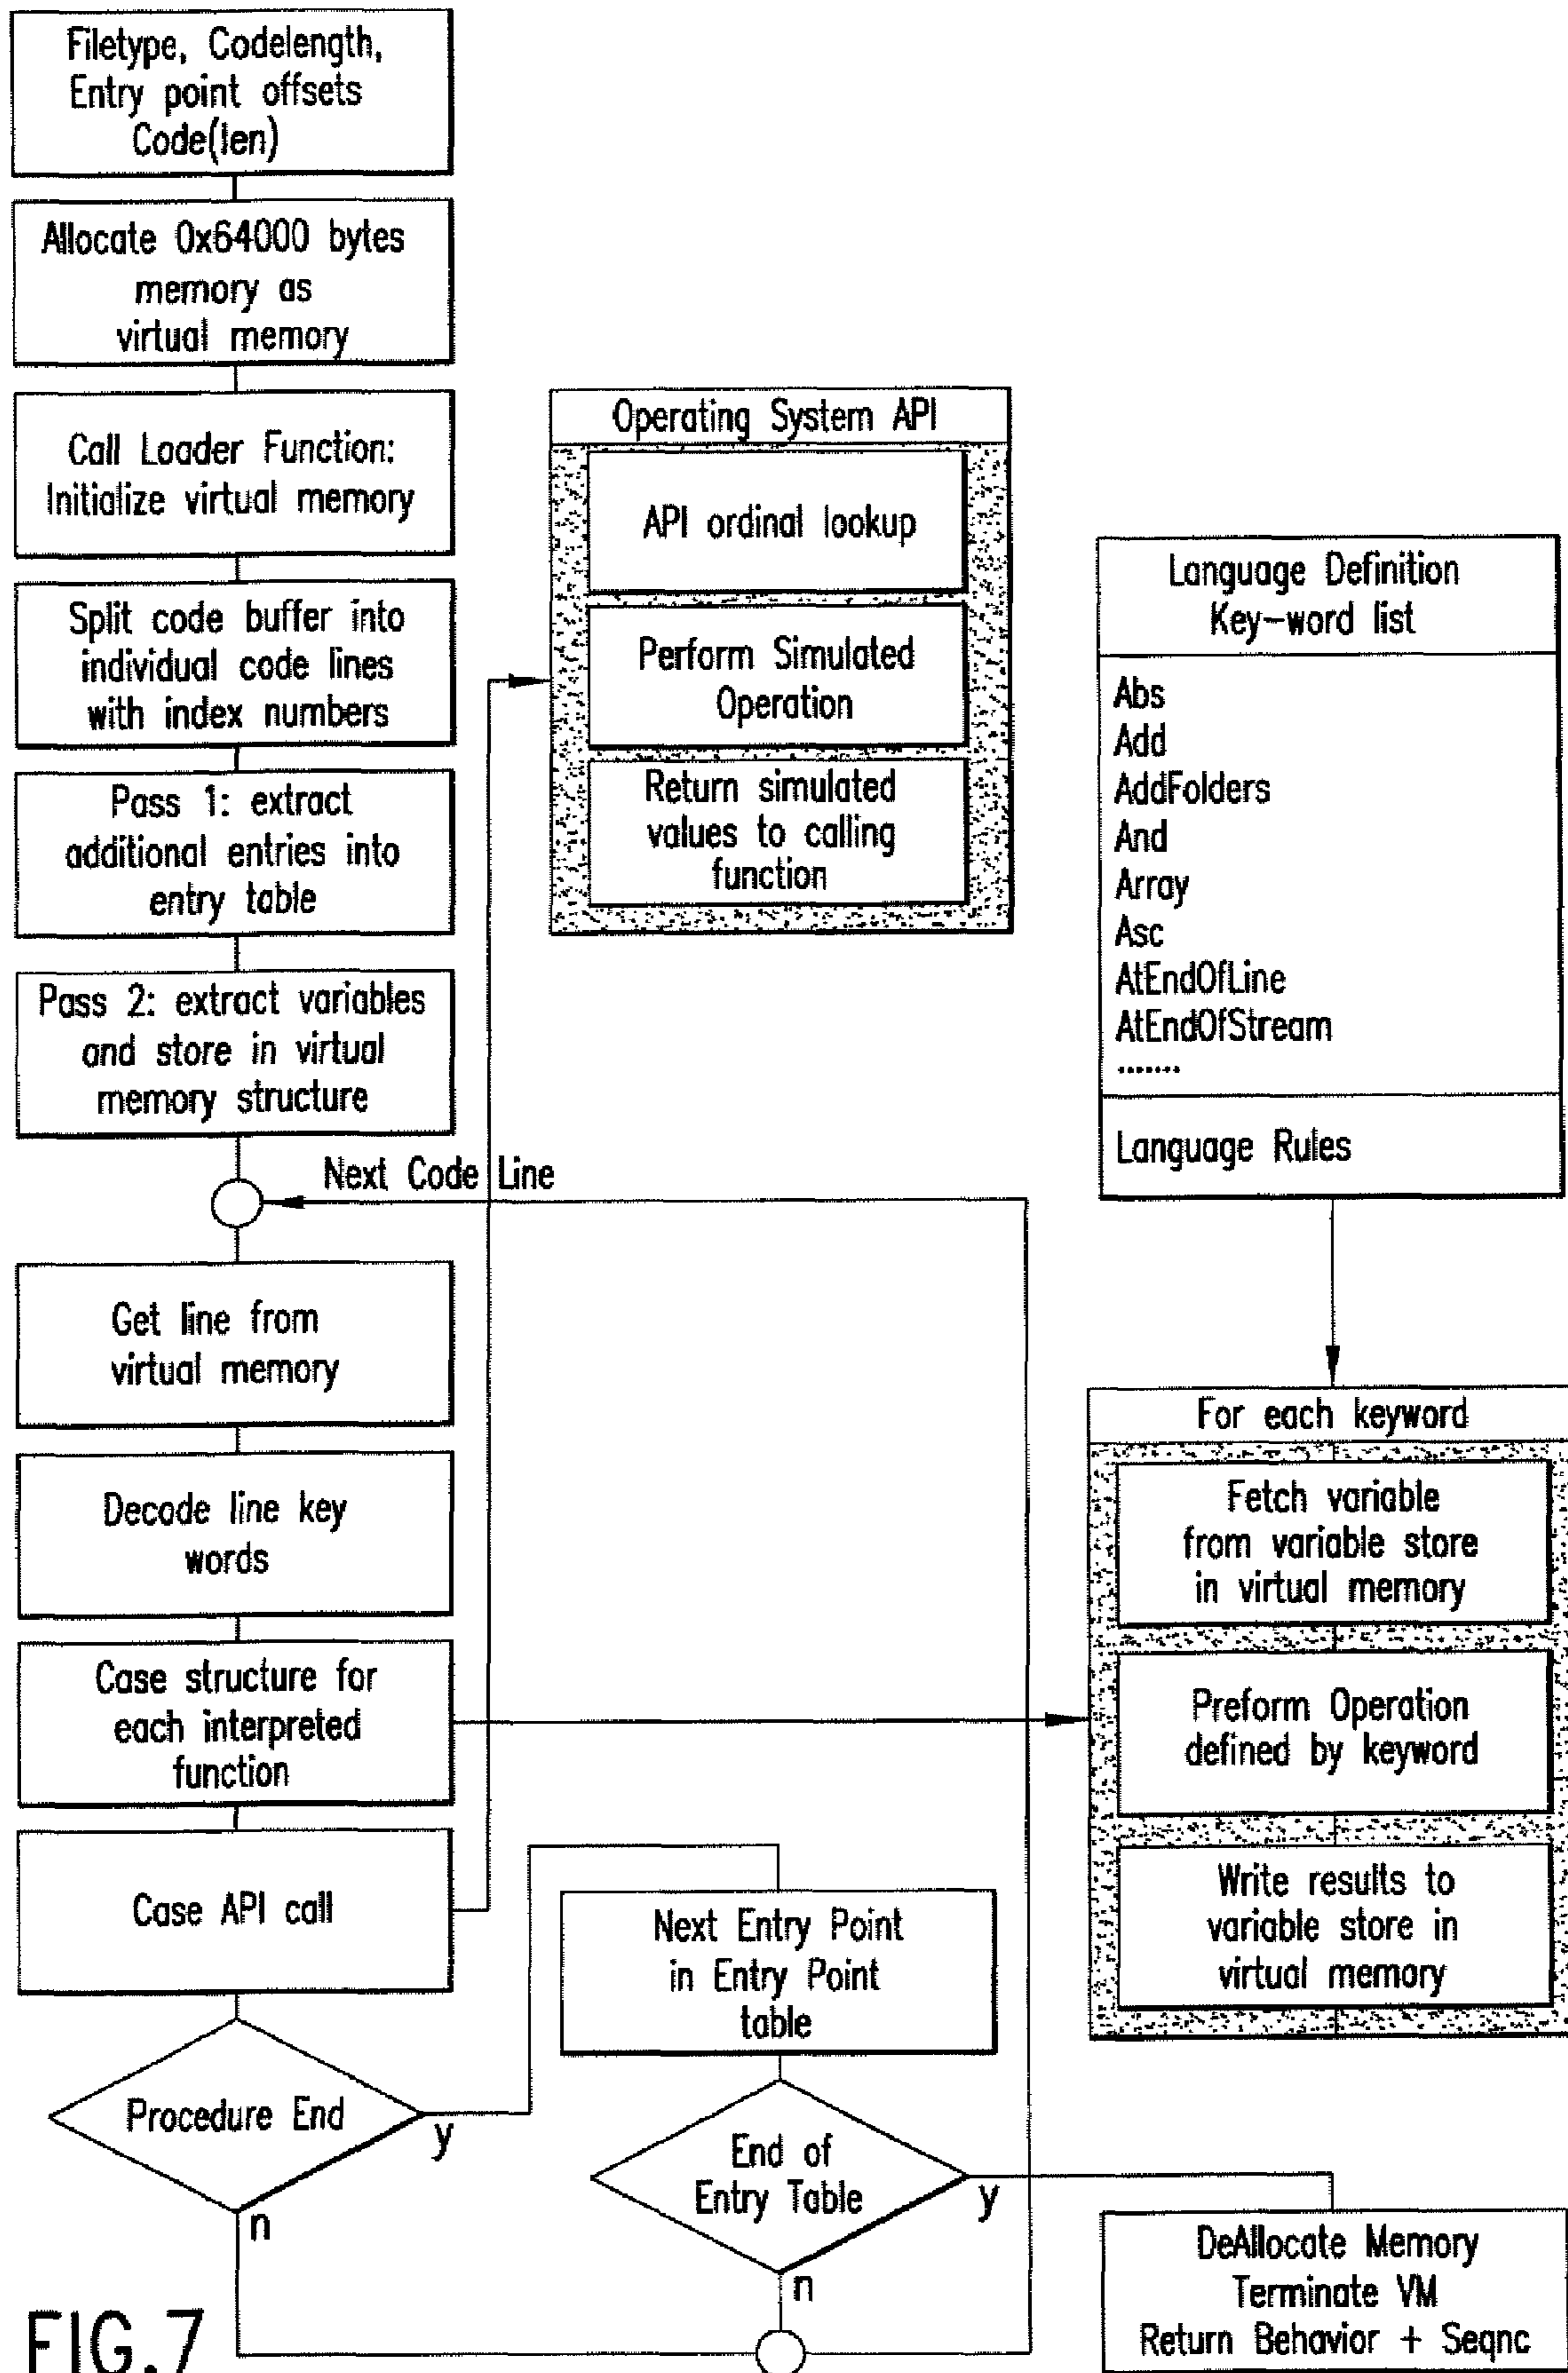 Filetype, Codelength,
Entry point offsets
Code(len)
Allocate 0x64000 bytes
memory as
virtual memory
Call Loader Function:
Initialize virtual memory
Split code buffer into
individual code lines
with index numbers
Pass 1: extract
additional entries into
entry table
Pass 2: extract variables
and store in virtual
memory structure
Next Code Line
Get line from
virtual memory
Decode line key
words
Case structure for
each interpreted
function
Case API call
Procedure End
y
n
Operating System API
API ordinal lookup
Perform Simulated
Operation
Return simulated
values to calling
function
Next Entry Point
in Entry Point
table
End of
Entry Table
y
n
Language Definition
Key-word list
Abs
Add
AddFolders
And
Array
Asc
AtEndOfLine
AtEndOfStream
.......
Language Rules
For each keyword
Fetch variable
from variable store
in virtual memory
Preform Operation
defined by keyword
Write results to
variable store in
virtual memory
DeAllocate Memory
Terminate VM
Return Behavior + Seqnc
FIG.7